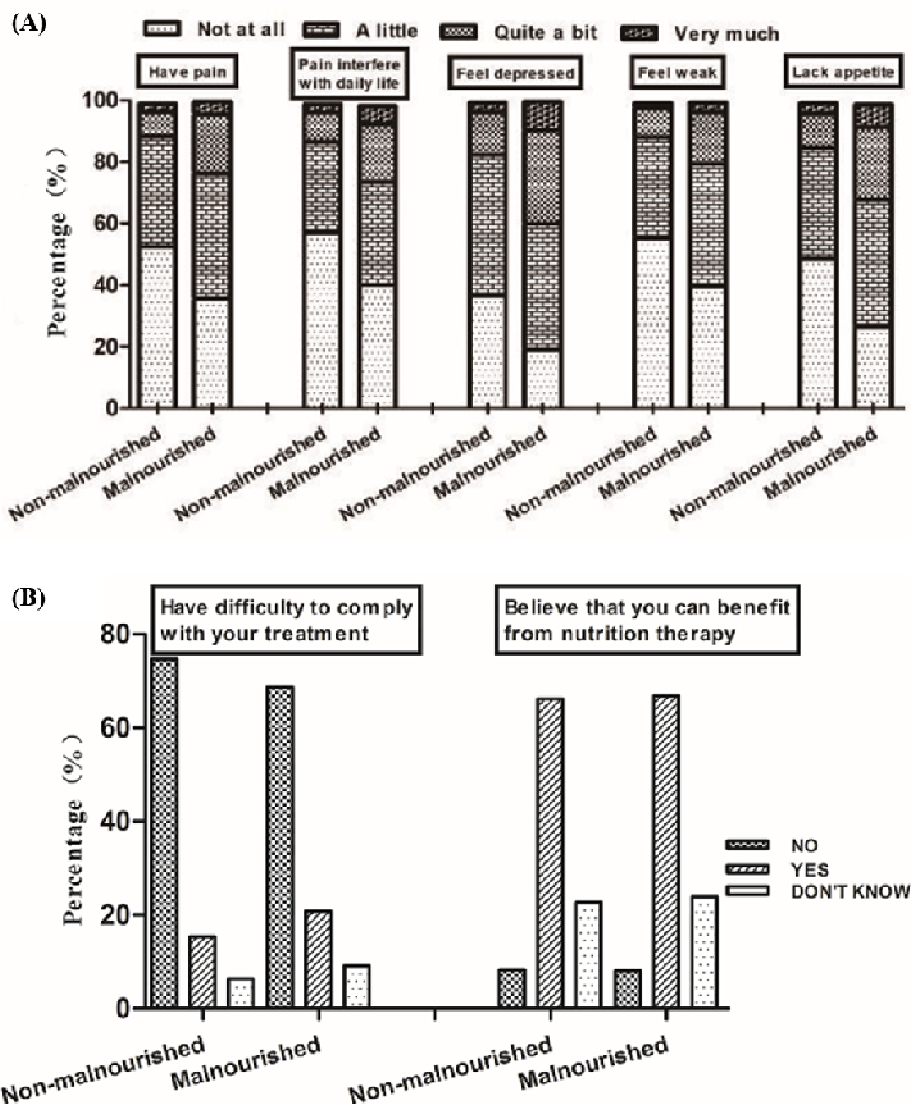 (A)
Not at all A little Quite a bit Very much
Have pain
Pain interfere
with daily life
Feel depressed
Feel weak
Lack appetite
Percentage (%)
100
80
60
40
20
0
Non-malnourished
Malnourished
Non-malnourished
Malnourished
Non-malnourished
Malnourished
Non-malnourished
Malnourished
Non-malnourished
Malnourished
(B)
Have difficulty to comply
with your treatment
Believe that you can benefit
from nutrition therapy
Percentage (%)
80
60
40
20
0
NO
YES
DON'T KNOW
Non-malnourished
Malnourished
Non-malnourished
Malnourished